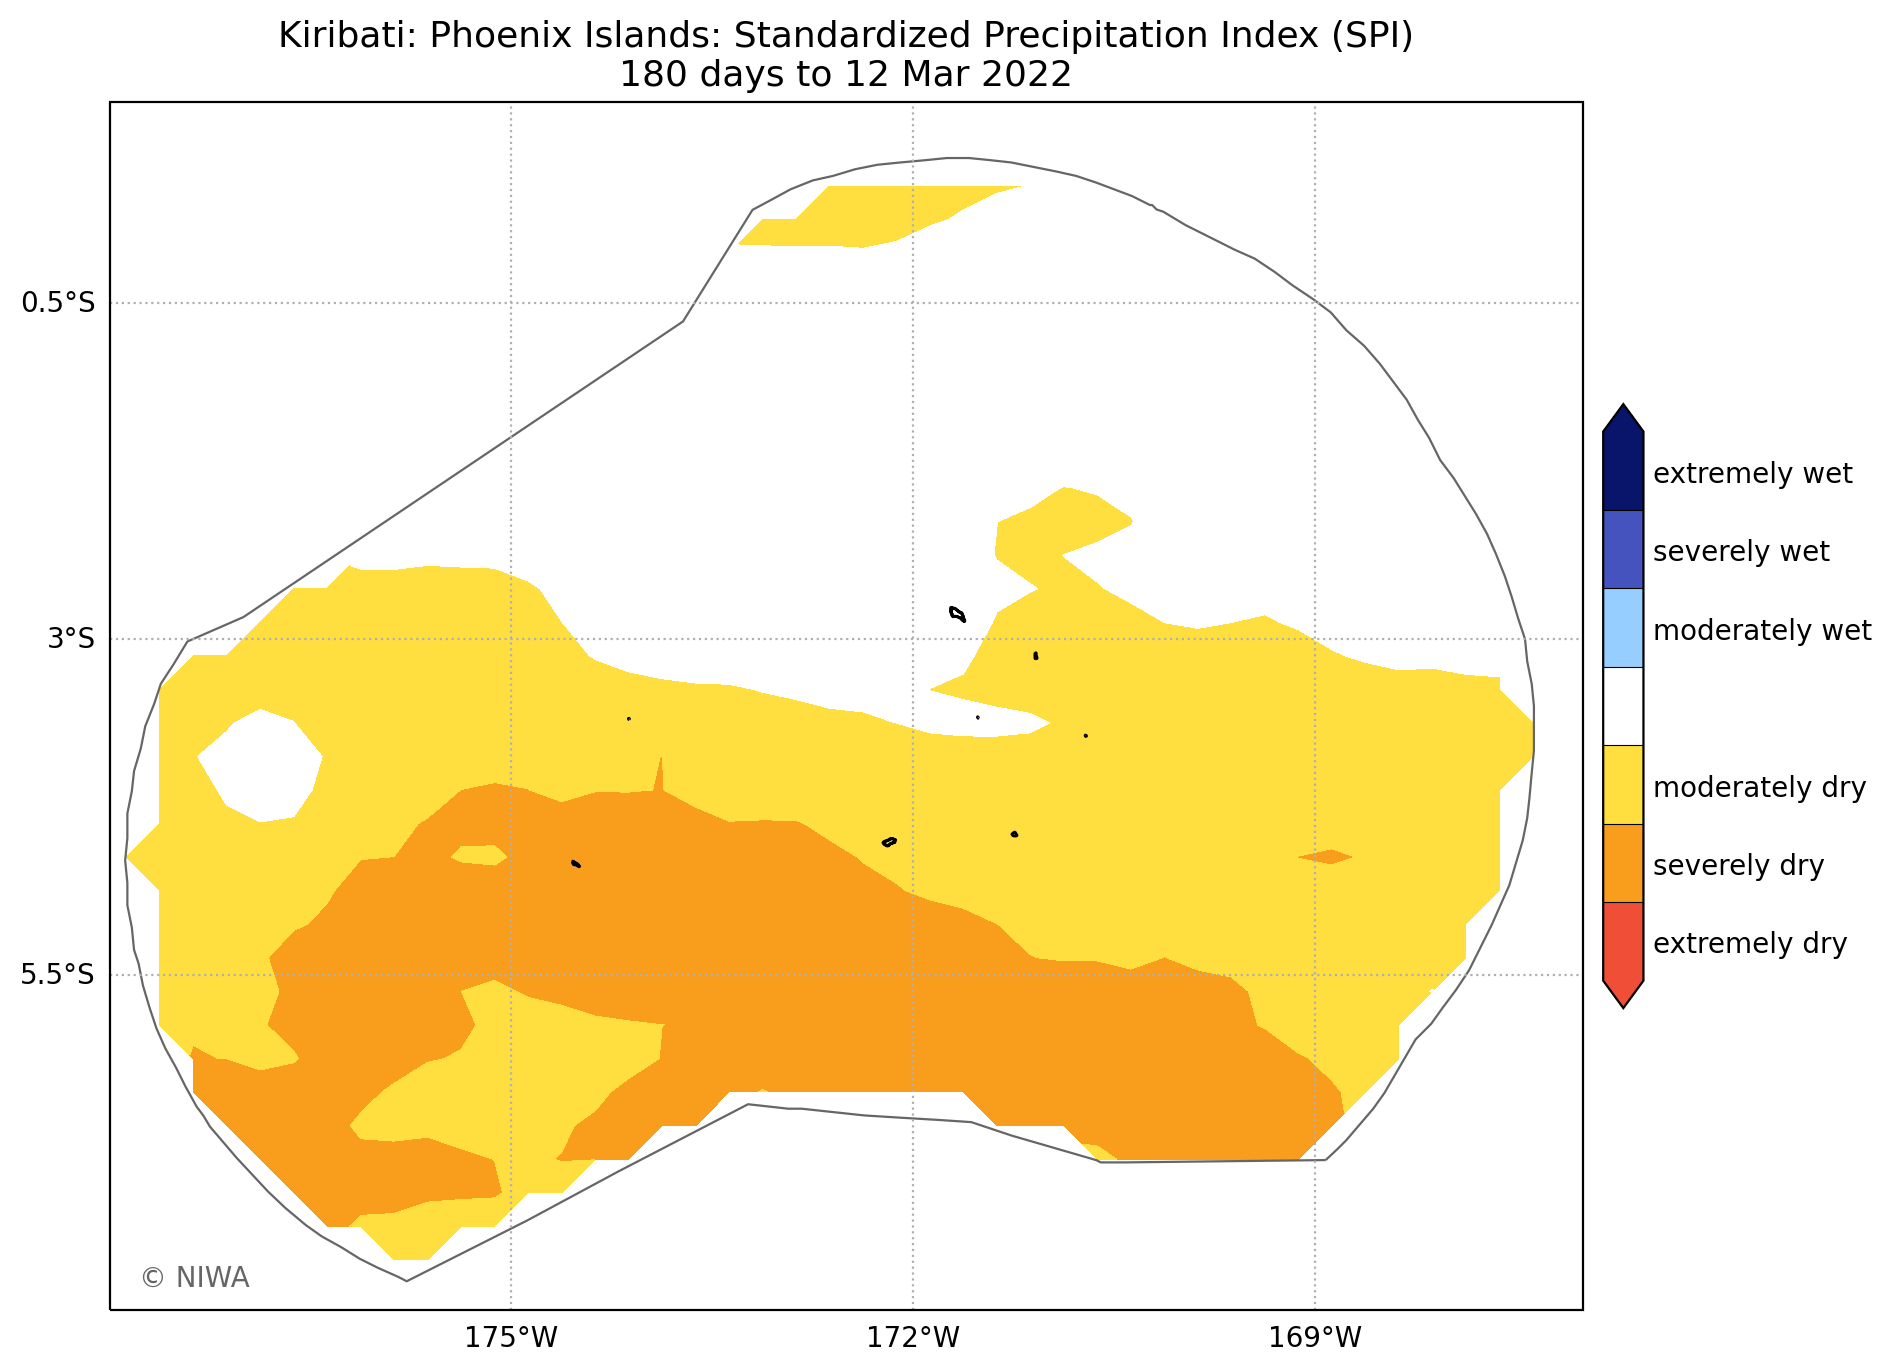 Kiribati: Phoenix Islands: Standardized Precipitation Index (SPI)
180 days to 12 Mar 2022
0.5°S
3°S
5.5°S
175°W
172°W
169°W
extremely wet
severely wet
moderately wet
moderately dry
severely dry
extremely dry
© NIWA